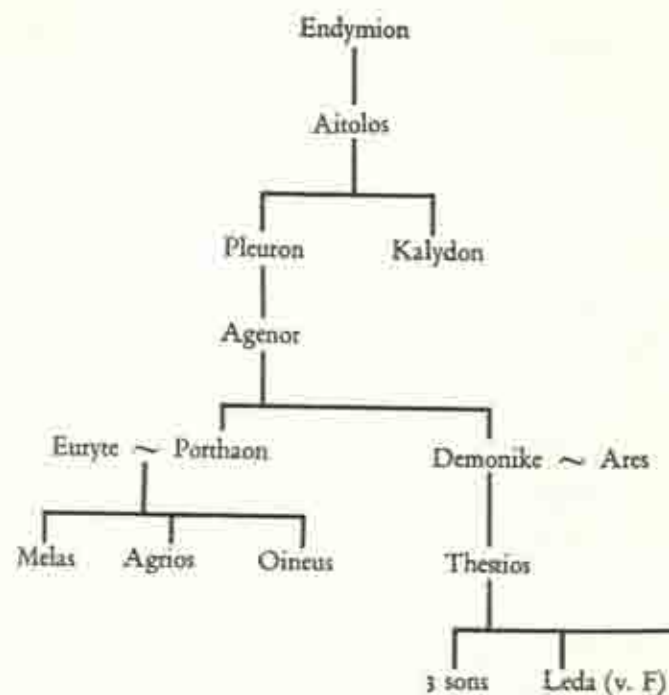 Endymion
Aitolos
Pleuron Kalydon
Agenor
Euryte ~ Porthaon
Demonike ~ Ares
Melas Agrios Oineus
Thestios
3 sons Leda (v. F)